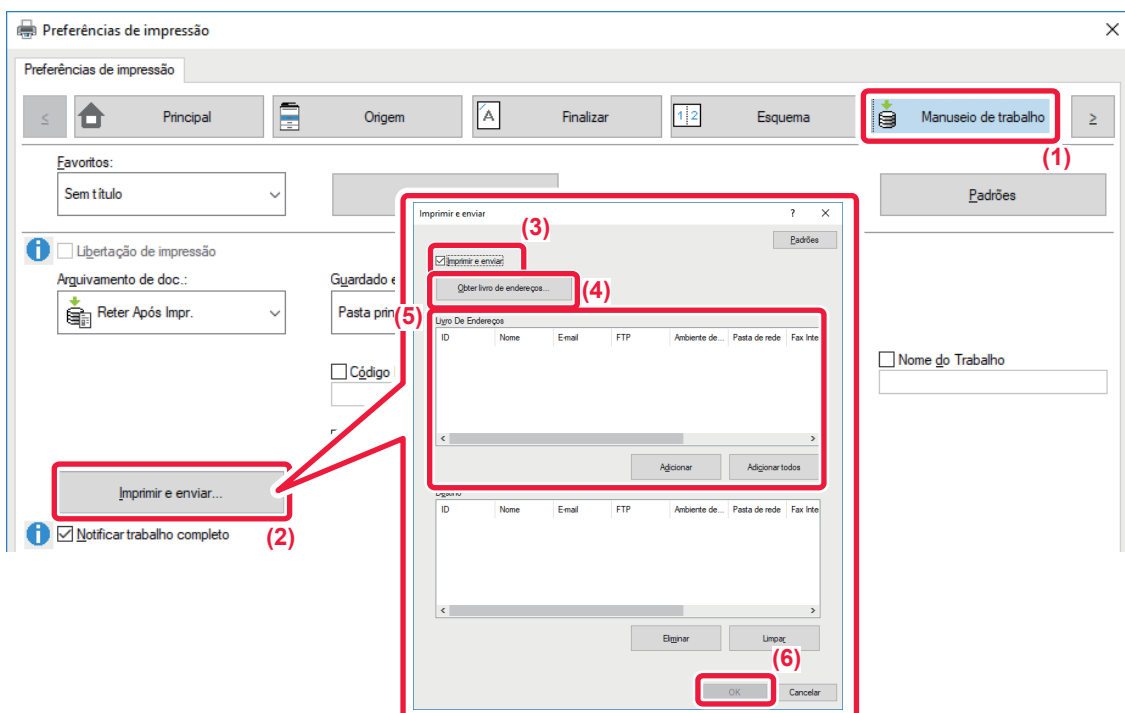 Preferências de impressão
Preferências de impressão
< Principal Origem A Finalizar 1 2 Esquema Manuseio de trabalho >
(1)
Favoritos:
Sem título
Padrões
Libertação de impressão
Arquivamento de doc.:
Reter Após Impr.
Guardado e
Pasta prin
Código
Nome do Trabalho
Imprimir e enviar...
(2)
Notificar trabalho completo
Imprimir e enviar ? ×
(3)
Padrões
Imprimir e enviar
Obter livro de endereços...
(4)
(5)
Livro De Endereços
ID Nome E-mail FTP Ambiente de... Pasta de rede Fax Inte
Adicionar Adicionar todos
Destino
ID Nome E-mail FTP Ambiente de... Pasta de rede Fax Inte
Eliminar Limpar
(6)
OK Cancelar